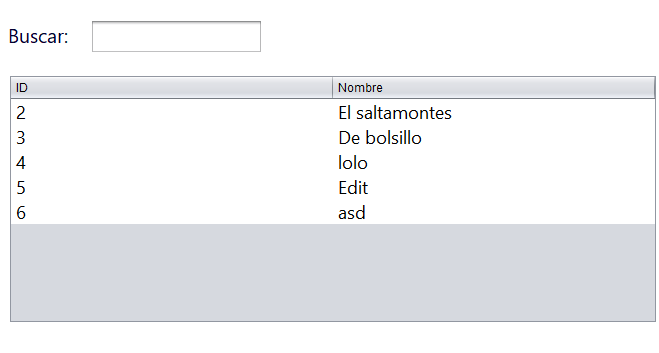 Buscar:
ID Nombre
2 El saltamontes
3 De bolsillo
4 lolo
5 Edit
6 asd